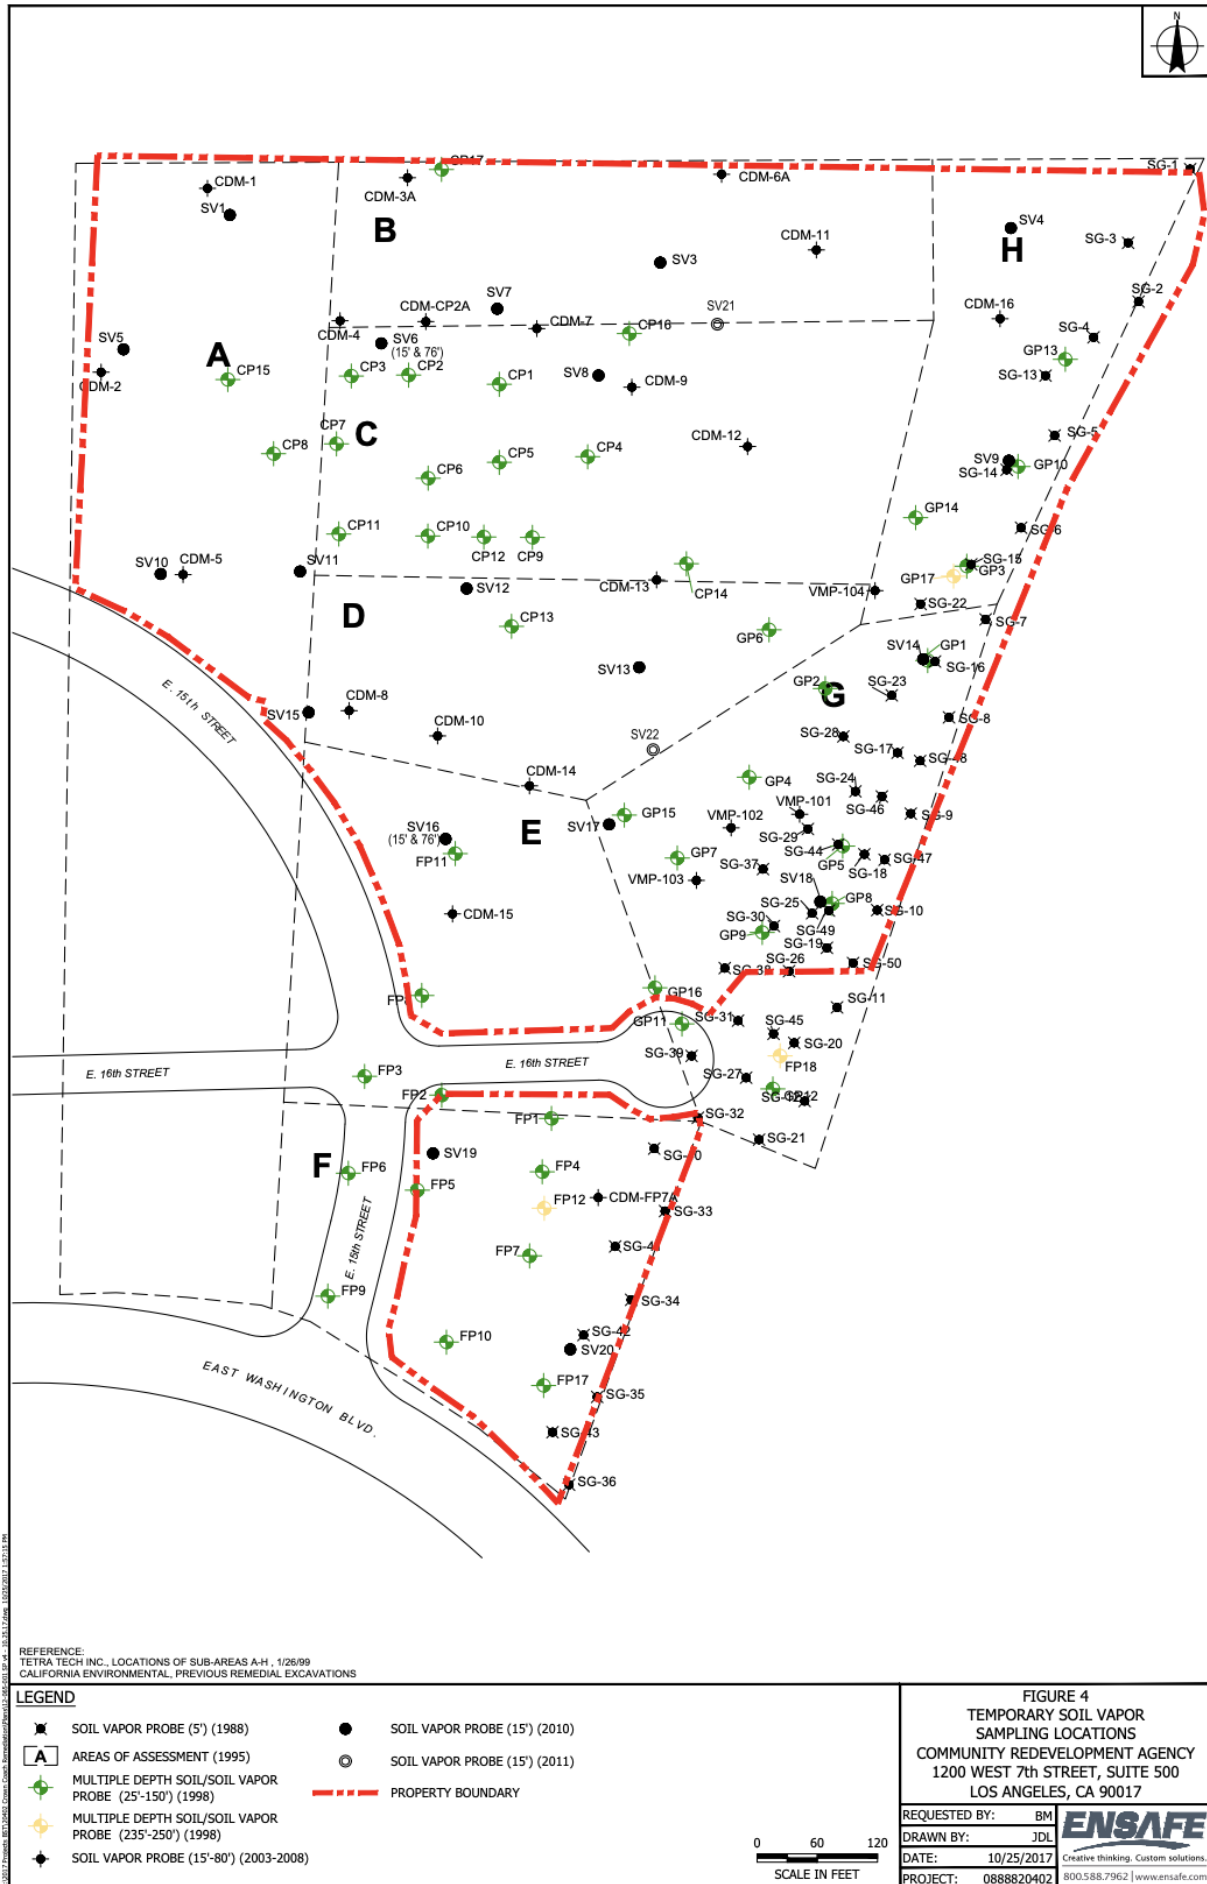 N
CP17
SG-1
CDM-1
CDM-3A
CDM-6A
SV1
B
SV4
H
SG-3
CDM-11
SV3
SG-2
SV7
SV21
CDM-16
CDM-4
CDM-CP2A
CDM-7
CP16
SG-4
SV5
SV6
(15' & 76')
GP13
A
CP15
CP3
CP2
CP1
SV8
CDM-9
SG-13
CDM-2
CP7
C
CDM-12
SG-5
CP8
CP5
CP4
SV9
SG-14
GP10
CP6
GP14
CP11
CP10
CP12
CP9
SG-6
SV10
CDM-5
SV11
CP14
SG-15
GP3
GP17
SV12
CDM-13
VMP-104
SG-22
D
CP13
GP6
SG-7
SV13
SV14
GP1
SG-16
E. 15th STREET
GP2
G
SG-23
SV15
CDM-8
CDM-10
SV22
SG-28
SG-8
SG-17
SG-48
CDM-14
GP4
SG-24
SG-46
VMP-101
SG-9
SV16
(15' & 76')
E
SV17
GP15
VMP-102
SG-29
FP11
GP7
SG-44
GP5
SG-18
SG-47
SG-37
VMP-103
SV18
GP8
CDM-15
SG-25
SG-10
SG-30
SG-49
GP9
SG-19
SG-38
SG-26
SG-50
GP16
GP11
SG-31
SG-11
SG-45
SG-20
E. 16th STREET
E. 16th STREET
SG-39
FP18
FP3
SG-27
FP2
GP12
FP1
SG-32
SG-21
SV19
F
FP6
FP4
FP5
FP12
CDM-FP7A
SG-33
E. 15th STREET
FP7
FP9
SG-34
FP10
SG-42
SV20
EAST WASHINGTON BLVD.
FP17
SG-35
SG-43
SG-36
REFERENCE:
TETRA TECH INC., LOCATIONS OF SUB-AREAS A-H , 1/26/99
CALIFORNIA ENVIRONMENTAL, PREVIOUS REMEDIAL EXCAVATIONS
LEGEND
SOIL VAPOR PROBE (5') (1988)
A AREAS OF ASSESSMENT (1995)
MULTIPLE DEPTH SOIL/SOIL VAPOR
PROBE (25'-150') (1998)
MULTIPLE DEPTH SOIL/SOIL VAPOR
PROBE (235'-250') (1998)
SOIL VAPOR PROBE (15'-80') (2003-2008)
SOIL VAPOR PROBE (15') (2010)
SOIL VAPOR PROBE (15') (2011)
PROPERTY BOUNDARY
0 60 120
SCALE IN FEET
FIGURE 4
TEMPORARY SOIL VAPOR
SAMPLING LOCATIONS
COMMUNITY REDEVELOPMENT AGENCY
1200 WEST 7th STREET, SUITE 500
LOS ANGELES, CA 90017
REQUESTED BY: BM
DRAWN BY: JDL
DATE: 10/25/2017
PROJECT: 0888820402
ENSAFE
Creative thinking. Custom solutions.
800.588.7962 | www.ensafe.com